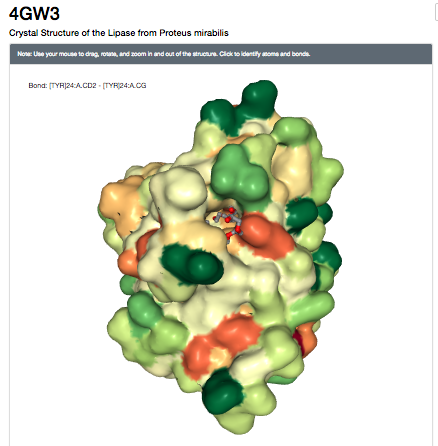 4GW3
Crystal Structure of the Lipase from Proteus mirabilis
Note: Use your mouse to drag, rotate, and zoom in and out of the structure. Click to identify atoms and bonds.
Bond: [TYR]24:A.CD2 - [TYR]24:A.CG